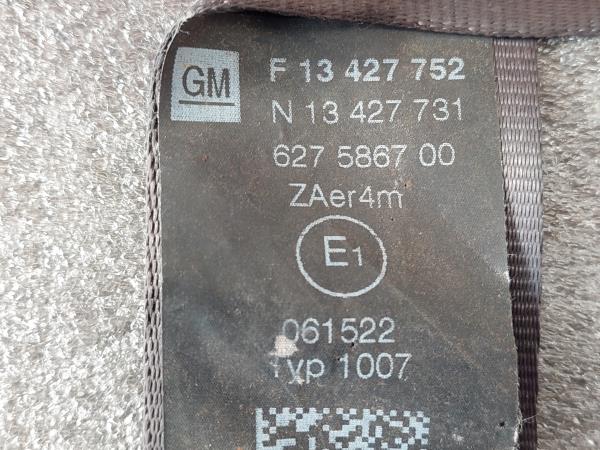 GM
F 13 427 752
N 13 427 731
627 5867 00
ZAer4m
E1
061522
Typ 1007